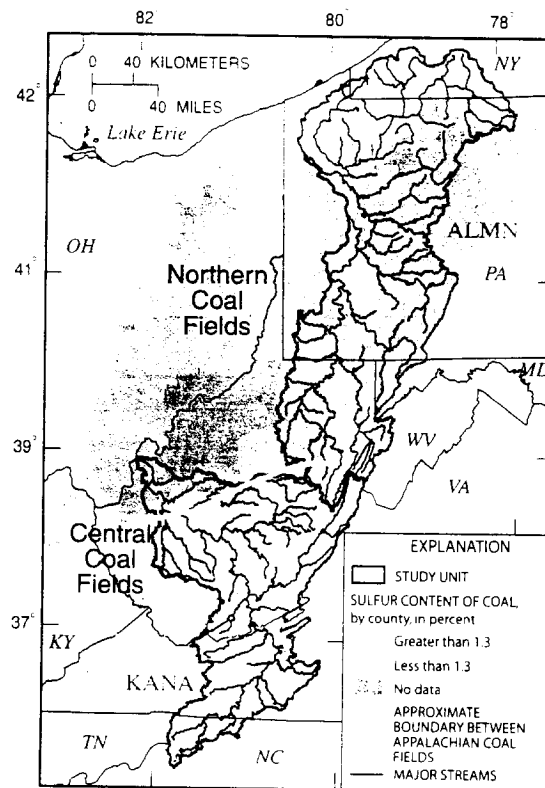 82
80
78°
NY
42°
0 40 KILOMETERS
0 40 MILES
Lake Erie
ALMN
OH
41°
PA
Northern
Coal
Fields
MD
39°
WV
VA
Central
Coal
Fields
37°
KY
KANA
TN
NC
EXPLANATION
STUDY UNIT
SULFUR CONTENT OF COAL,
by county, in percent
Greater than 1.3
Less than 1.3
No data
APPROXIMATE
BOUNDARY BETWEEN
APPALACHIAN COAL
FIELDS
MAJOR STREAMS